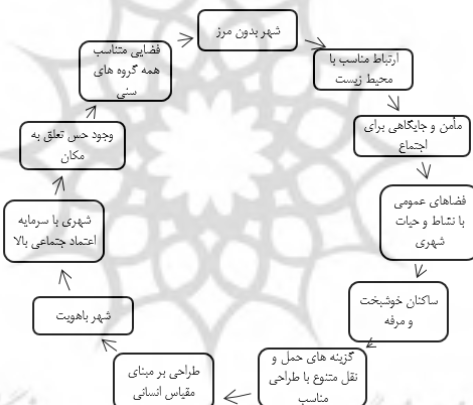 شهر بدون مرز
ارتباط مناسب با
محیط زیست
مأمن و جایگاهی برای
اجتماع
فضاهای عمومی
با نشاط و حیات
شهری
ساکنان خوشبخت
و مرفه
گزینه های حمل و
نقل متنوع با طراحی
مناسب
طراحی بر مبنای
مقیاس انسانی
شهر باهویت
شهری با سرمایه
اعتماد جتماعی بالا
وجود حس تعلق به
مکان
فضایی متناسب
همه گروه های
سنی